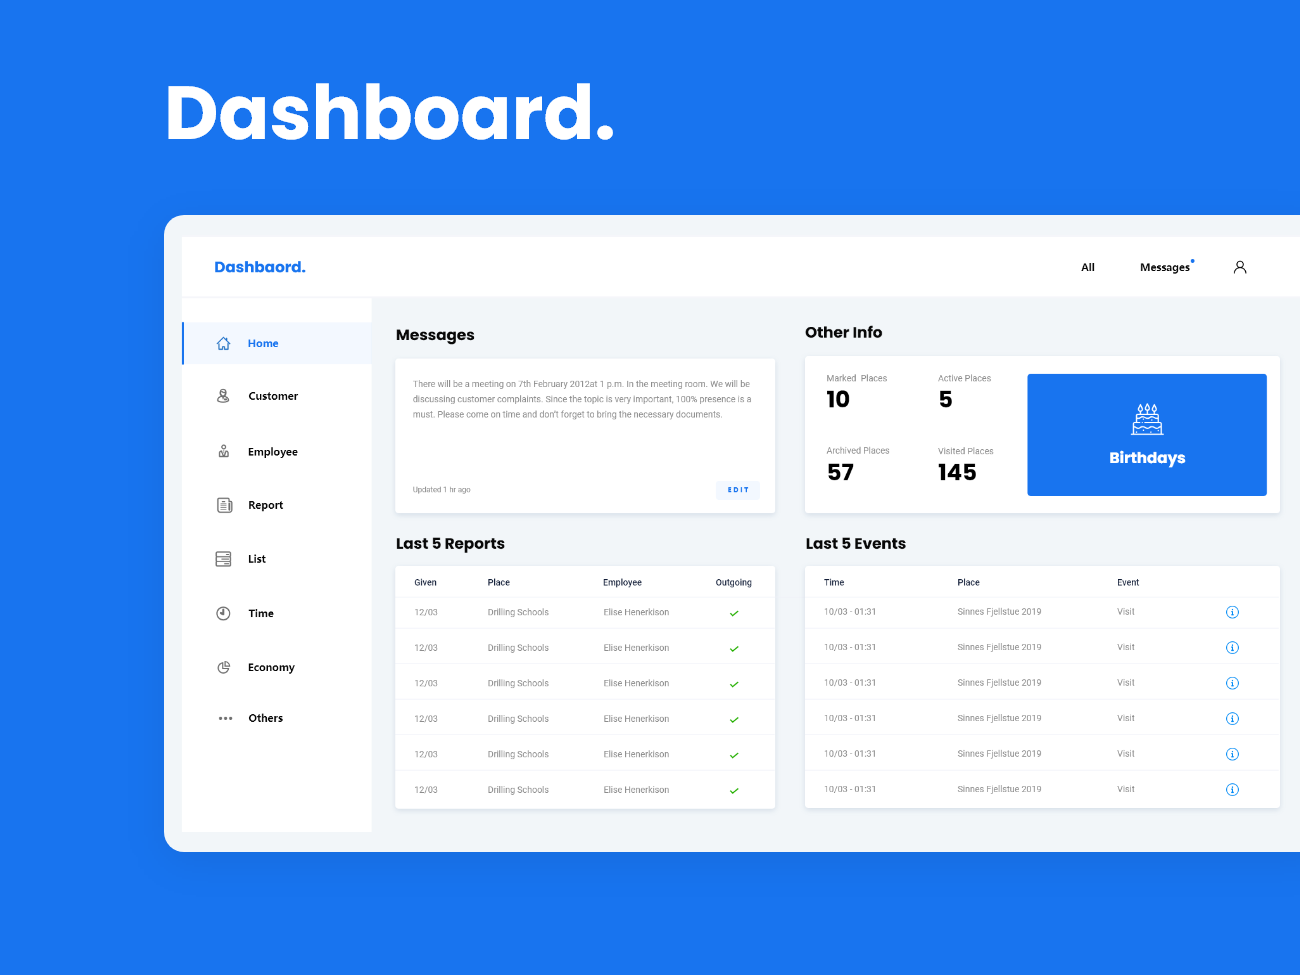 Dashboard.
Dashbaord.
All
Messages
Home
Customer
Employee
Report
List
Time
Economy
Others
Messages
There will be a meeting on 7th February 2012at 1 p.m. In the meeting room. We will be
discussing customer complaints. Since the topic is very important, 100% presence is a
must. Please come on time and don't forget to bring the necessary documents.
Updated 1 hr ago
EDIT
Other Info
Marked Places
10
Active Places
5
Archived Places
57
Visited Places
145
Birthdays
Last 5 Reports
Given Place Employee Outgoing
12/03 Drilling Schools Elise Henerkison
12/03 Drilling Schools Elise Henerkison
12/03 Drilling Schools Elise Henerkison
12/03 Drilling Schools Elise Henerkison
12/03 Drilling Schools Elise Henerkison
12/03 Drilling Schools Elise Henerkison
Last 5 Events
Time Place Event
10/03 - 01:31 Sinnes Fjellstue 2019 Visit
10/03 - 01:31 Sinnes Fjellstue 2019 Visit
10/03 - 01:31 Sinnes Fjellstue 2019 Visit
10/03 - 01:31 Sinnes Fjellstue 2019 Visit
10/03 - 01:31 Sinnes Fjellstue 2019 Visit
10/03 - 01:31 Sinnes Fjellstue 2019 Visit